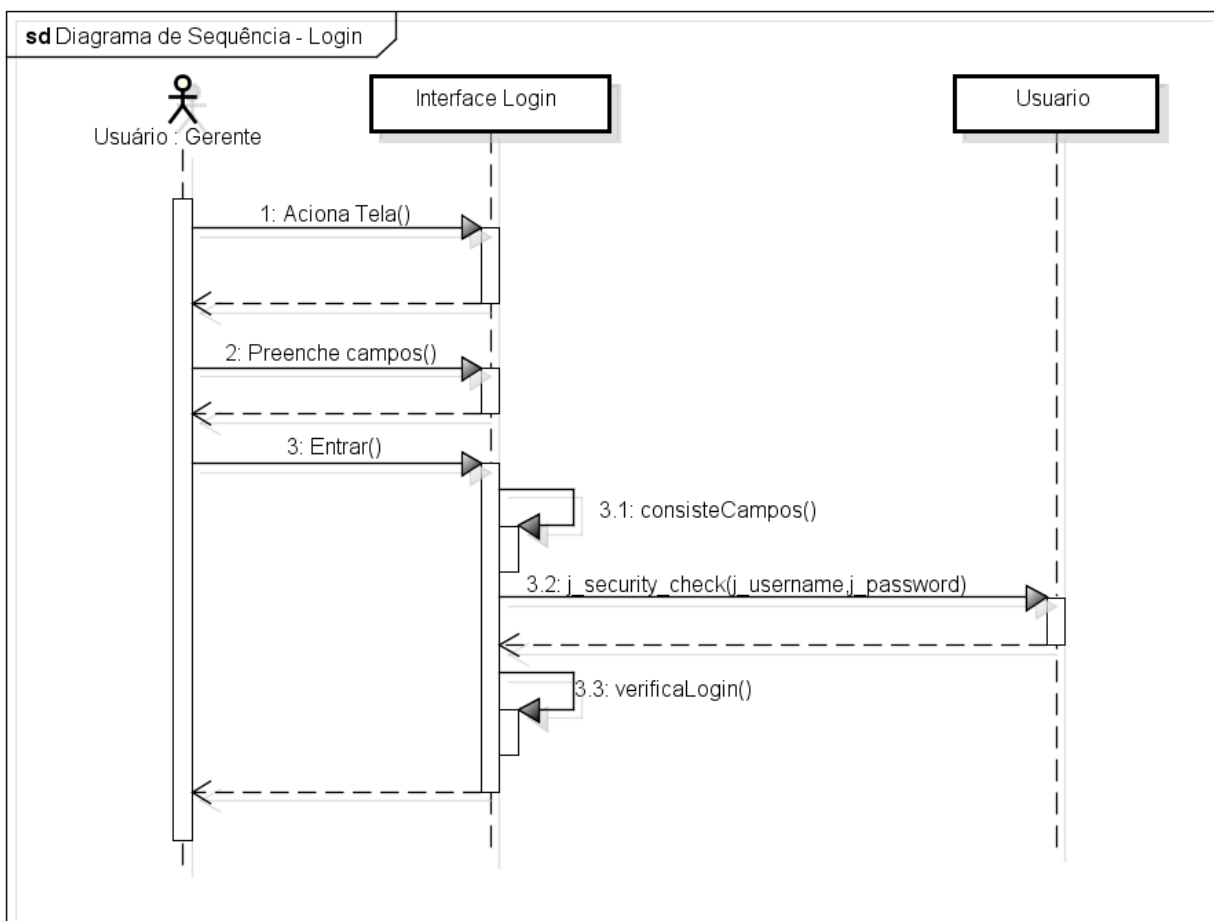 sd Diagrama de Sequência - Login
Interface Login
Usuario
Usuário : Gerente
1: Aciona Tela()
2: Preenche campos()
3: Entrar()
3.1: consisteCampos()
3.2: j_security_check(j_username,j_password)
3.3: verificaLogin()